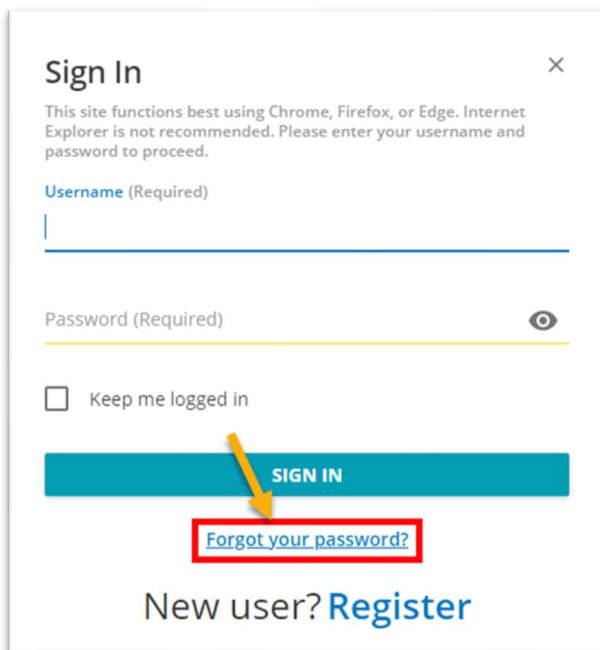 Sign In
This site functions best using Chrome, Firefox, or Edge. Internet
Explorer is not recommended. Please enter your username and
password to proceed.
Username (Required)
Password (Required)
Keep me logged in
SIGN IN
Forgot your password?
New user? Register